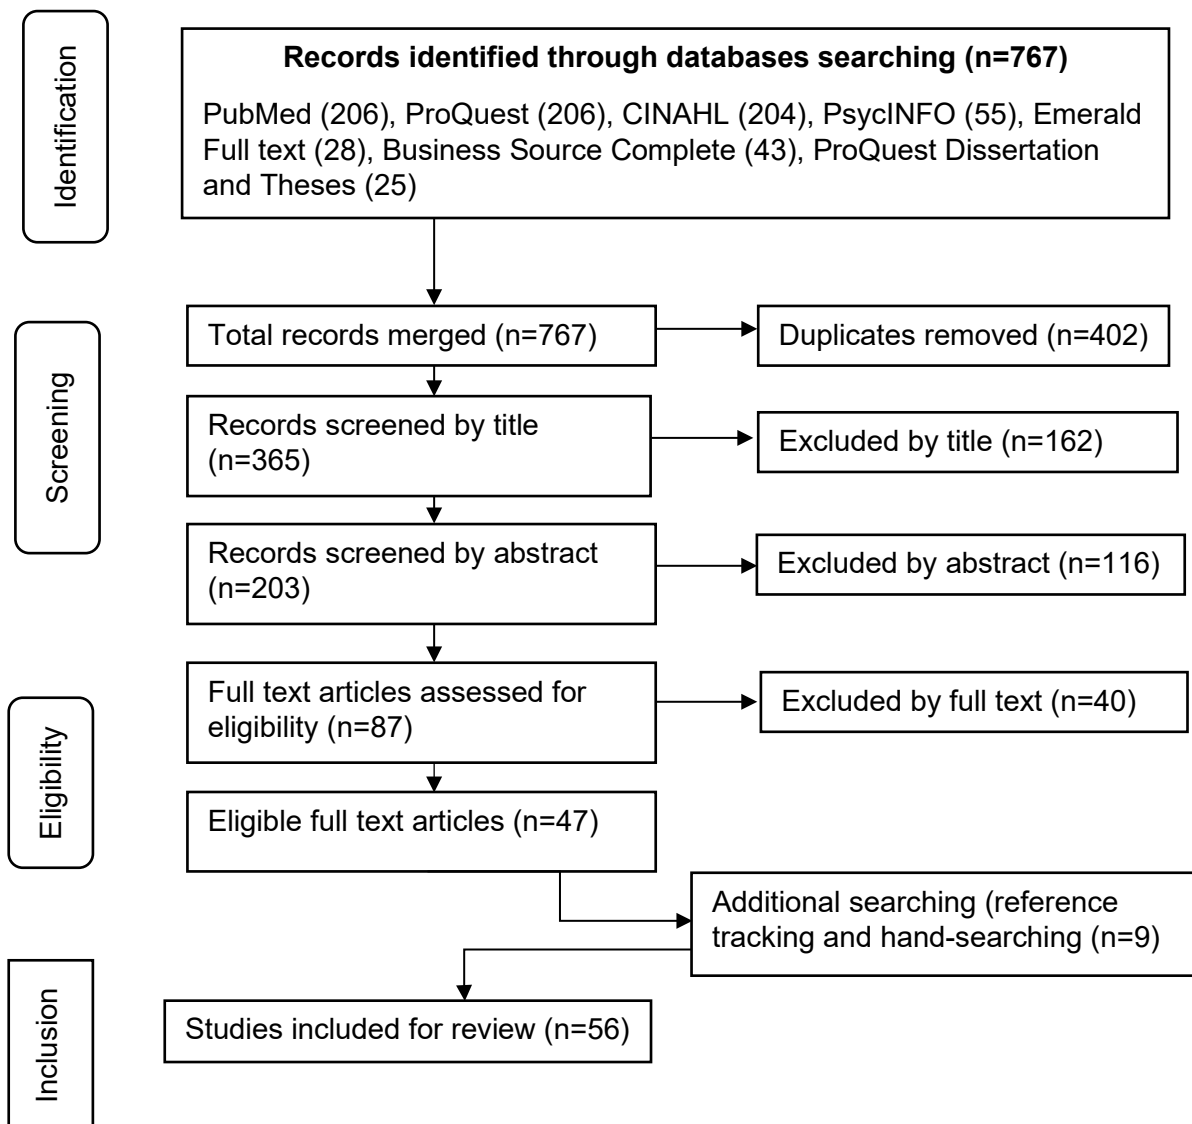 Identification
Records identified through databases searching (n=767)
PubMed (206), ProQuest (206), CINAHL (204), PsycINFO (55), Emerald
Full text (28), Business Source Complete (43), ProQuest Dissertation
and Theses (25)
Screening
Total records merged (n=767)
Duplicates removed (n=402)
Records screened by title
(n=365)
Excluded by title (n=162)
Records screened by abstract
(n=203)
Excluded by abstract (n=116)
Eligibility
Full text articles assessed for
eligibility (n=87)
Excluded by full text (n=40)
Eligible full text articles (n=47)
Additional searching (reference
tracking and hand-searching (n=9)
Inclusion
Studies included for review (n=56)